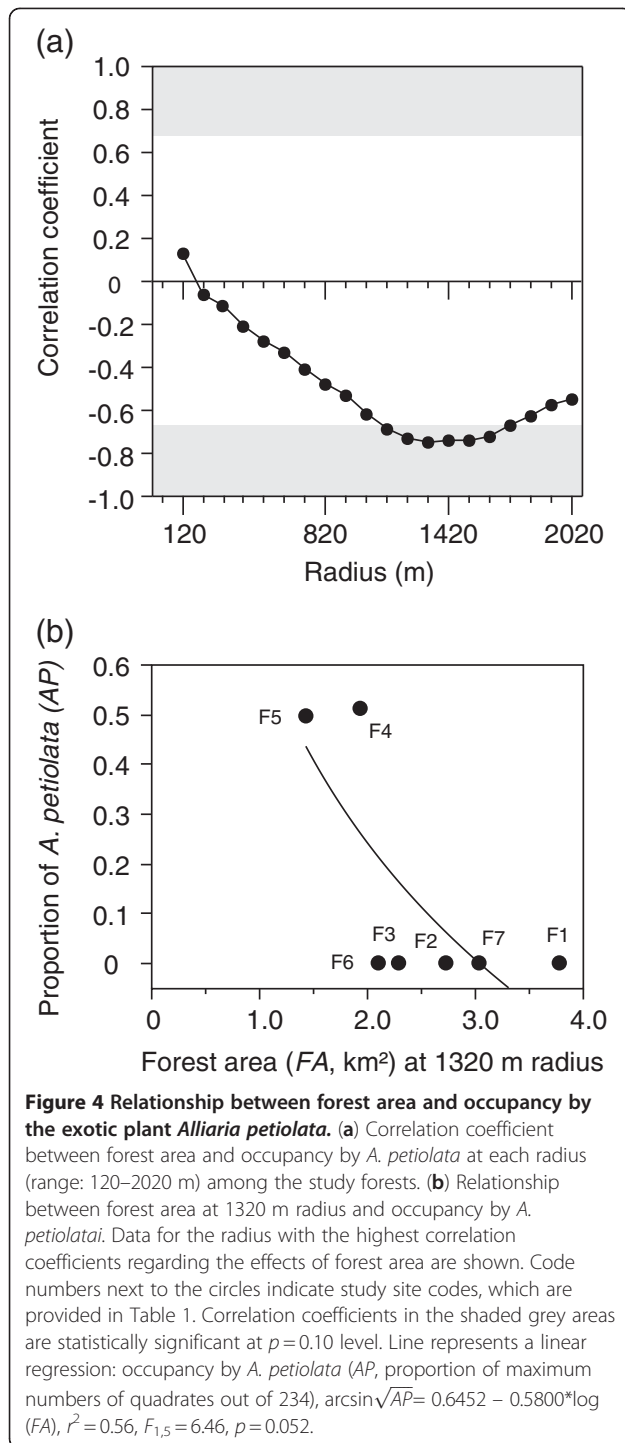 (a)
1.0
0.8
0.6
0.4
0.2
0
-0.2
-0.4
-0.6
-0.8
-1.0
Correlation coefficient
120
820
1420
2020
Radius (m)
(b)
0.6
0.5
0.4
0.3
0.2
0.1
0
Proportion of A. petiolata (AP)
F5
F4
F3
F6
F2
F7
F1
0
1.0
2.0
3.0
4.0
Forest area (FA, km²) at 1320 m radius
Figure 4 Relationship between forest area and occupancy by
the exotic plant Alliaria petiolata. (a) Correlation coefficient
between forest area and occupancy by A. petiolata at each radius
(range: 120–2020 m) among the study forests. (b) Relationship
between forest area at 1320 m radius and occupancy by A.
petiolatai. Data for the radius with the highest correlation
coefficients regarding the effects of forest area are shown. Code
numbers next to the circles indicate study site codes, which are
provided in Table 1. Correlation coefficients in the shaded grey areas
are statistically significant at p = 0.10 level. Line represents a linear
regression: occupancy by A. petiolata (AP, proportion of maximum
numbers of quadrates out of 234), arcsin√AP= 0.6452 – 0.5800*log
(FA), r² = 0.56, F1,5 = 6.46, p = 0.052.